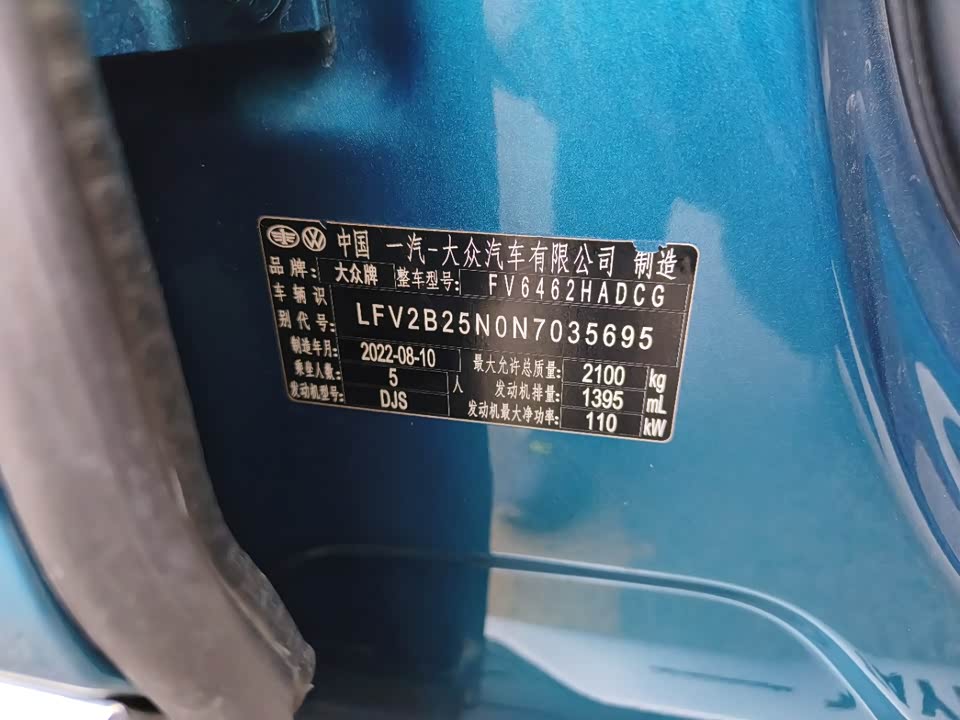 中国 一汽-大众汽车有限公司 制造
品牌: 大众牌 整车型号: FV6462HADCG
车辆识
别代号: LFV2B25N0N7035695
制造年月: 2022-08-10 最大允许总质量: 2100 kg
乘坐人数: 5 人 发动机排量: 1395 mL
发动机型号: DJS 发动机最大净功率: 110 kW